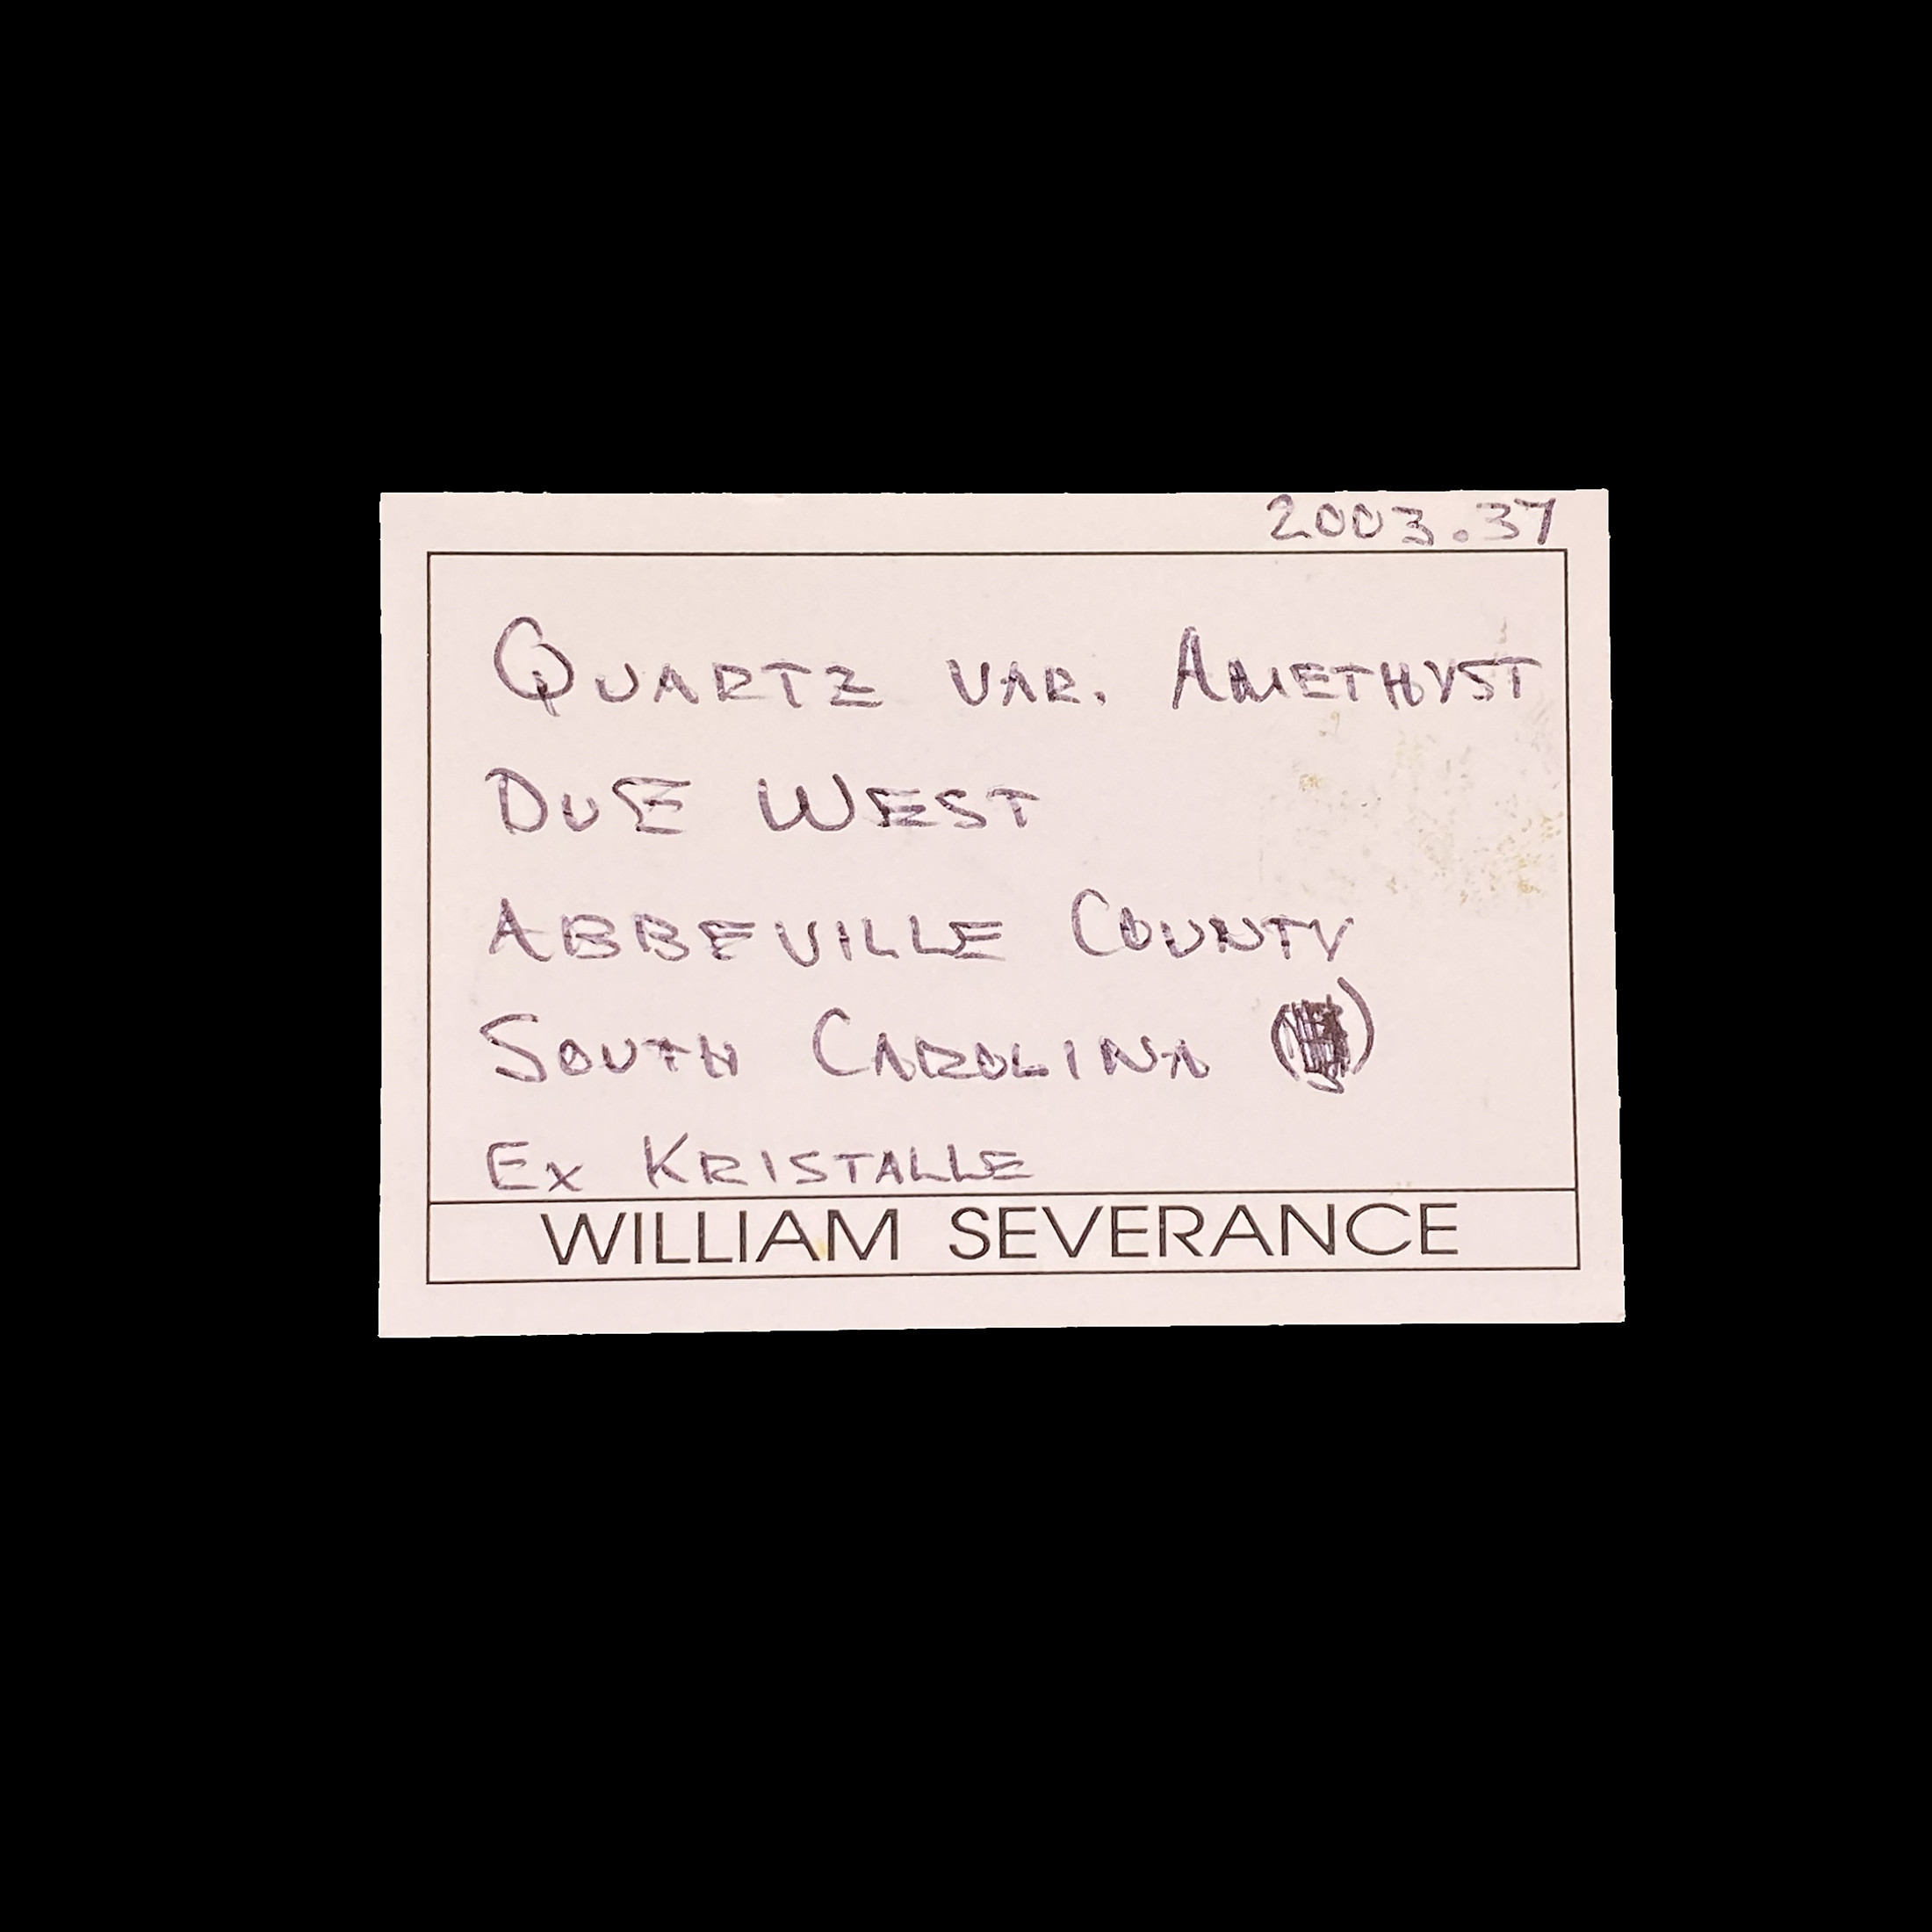 2003.37
QUARTZ VAR. AMETHYST
DUE WEST
ABBEVILLE COUNTY
SOUTH CAROLINA ( )
EX KRISTALLE
WILLIAM SEVERANCE